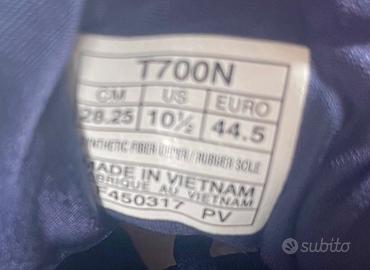 T700N
CM US EURO
28.25 10½ 44.5
SYNTHETIC FIBER UPPER / RUBBER SOLE
MADE IN VIETNAM
FABRIQUE AU VIETNAM
F450317 PV
subito